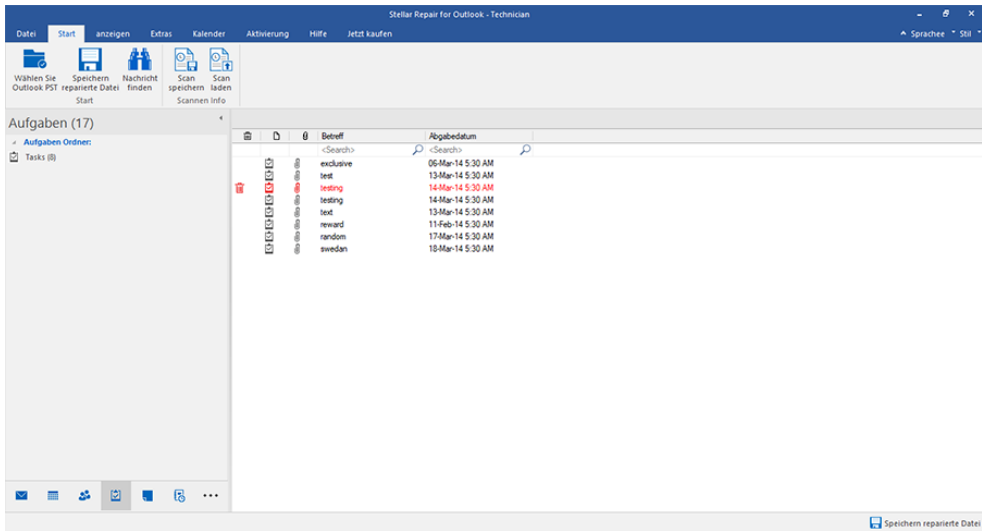 Stellar Repair for Outlook - Technician
Datei Start anzeigen Extras Kalender Aktivierung Hilfe Jetzt kaufen Sprachee Stil
Wählen Sie Speichern Nachricht Scan Scan
Outlook PST reparierte Datei finden speichern laden
Start Scannen Info
Aufgaben (17)
Aufgaben Ordner:
Tasks (8)
Betreff Abgabedatum
<Search> <Search>
exclusive 06-Mar-14 5:30 AM
test 13-Mar-14 5:30 AM
testing 14-Mar-14 5:30 AM
testing 14-Mar-14 5:30 AM
text 13-Mar-14 5:30 AM
reward 11-Feb-14 5:30 AM
random 17-Mar-14 5:30 AM
swedan 18-Mar-14 5:30 AM
Speichern reparierte Datei